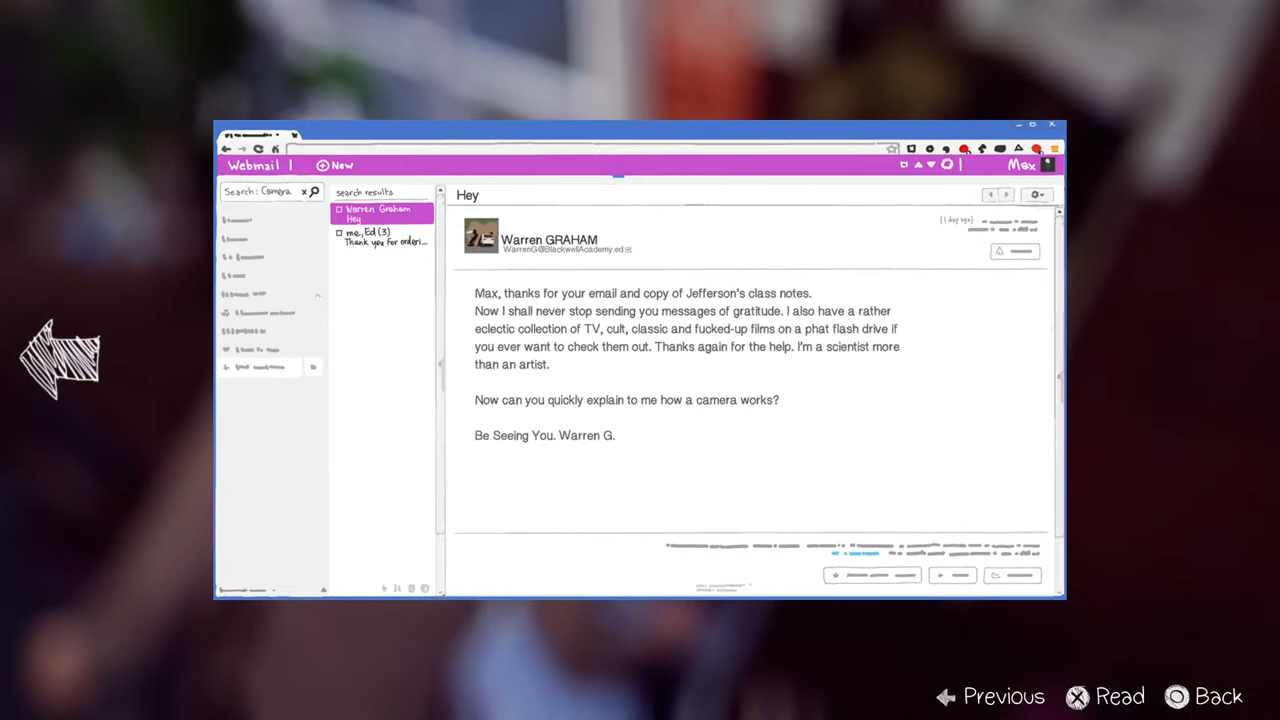 Webmail |
New
Max
Search: Camera x
search results
Hey
Warren Graham
Hey
me, Ed (3)
Thank you for orderi...
Warren GRAHAM
WarrenG@BlackwellAcademy.ed
(1 day ago)
Max, thanks for your email and copy of Jefferson's class notes.
Now I shall never stop sending you messages of gratitude. I also have a rather
eclectic collection of TV, cult, classic and fucked-up films on a phat flash drive if
you ever want to check them out. Thanks again for the help. I'm a scientist more
than an artist.
Now can you quickly explain to me how a camera works?
Be Seeing You. Warren G.
Previous
Read
Back